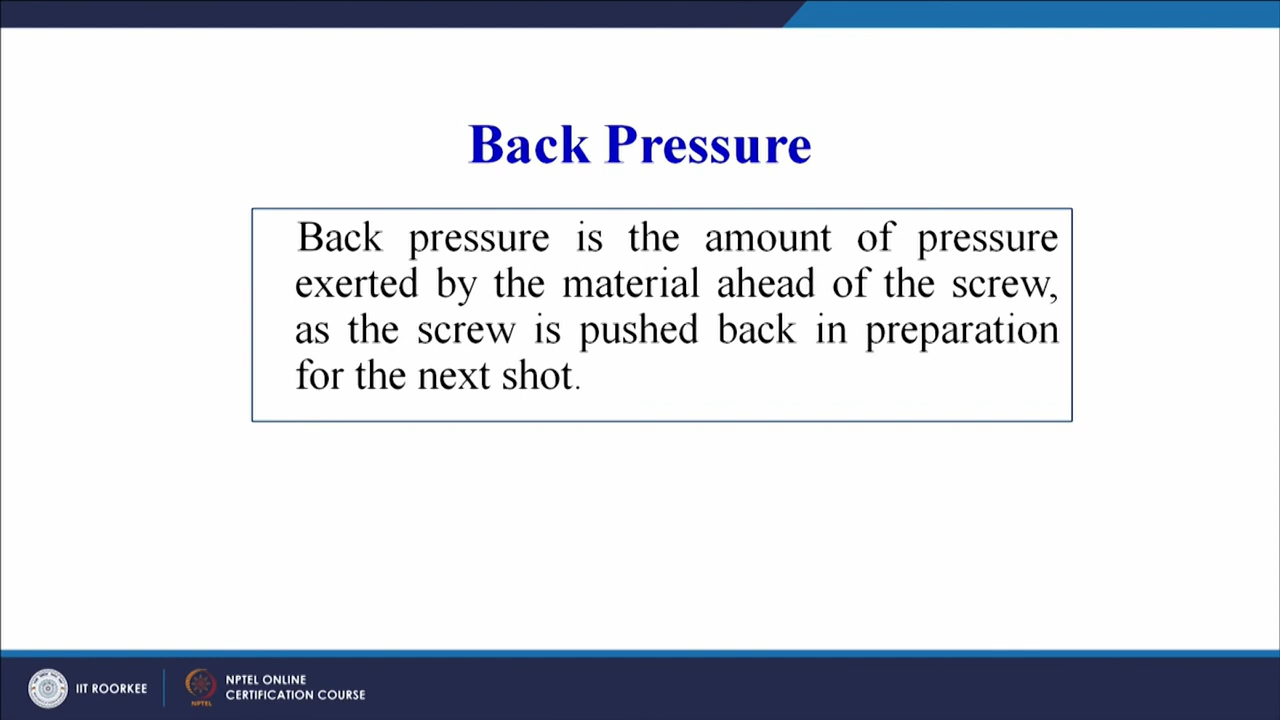 Back Pressure
Back pressure is the amount of pressure
exerted by the material ahead of the screw,
as the screw is pushed back in preparation
for the next shot.
IIT ROORKEE
NPTEL
NPTEL ONLINE
CERTIFICATION COURSE